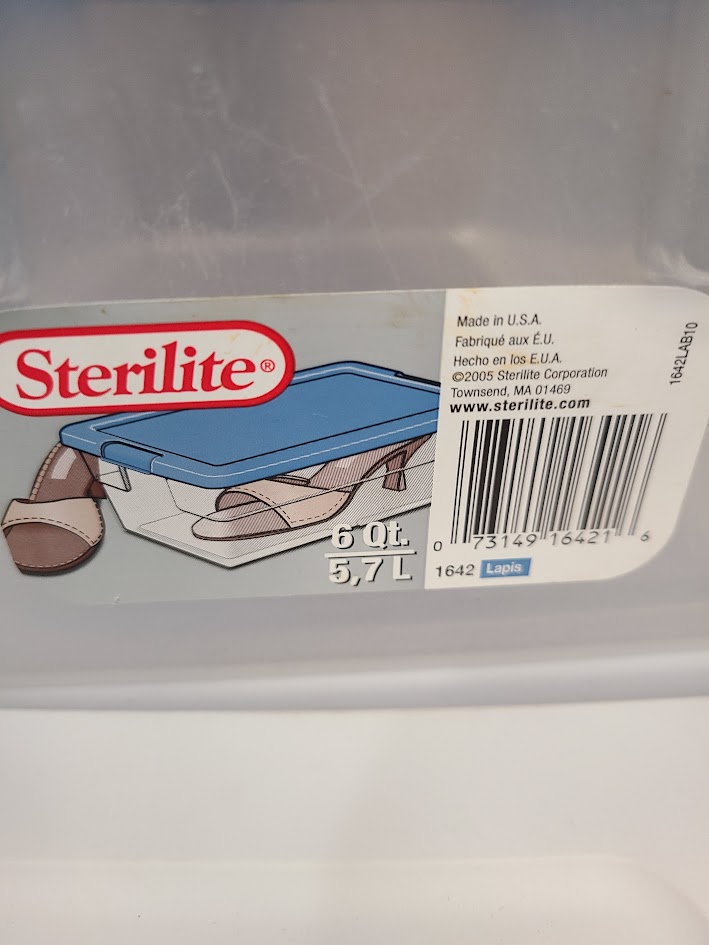 Sterilite®
6 Qt.
5,7 L
Made in U.S.A.
Fabriqué aux É.U.
Hecho en los E.U.A.
©2005 Sterilite Corporation
Townsend, MA 01469
www.sterilite.com
0 73149 16421 6
1642 Lapis
1642LAB10